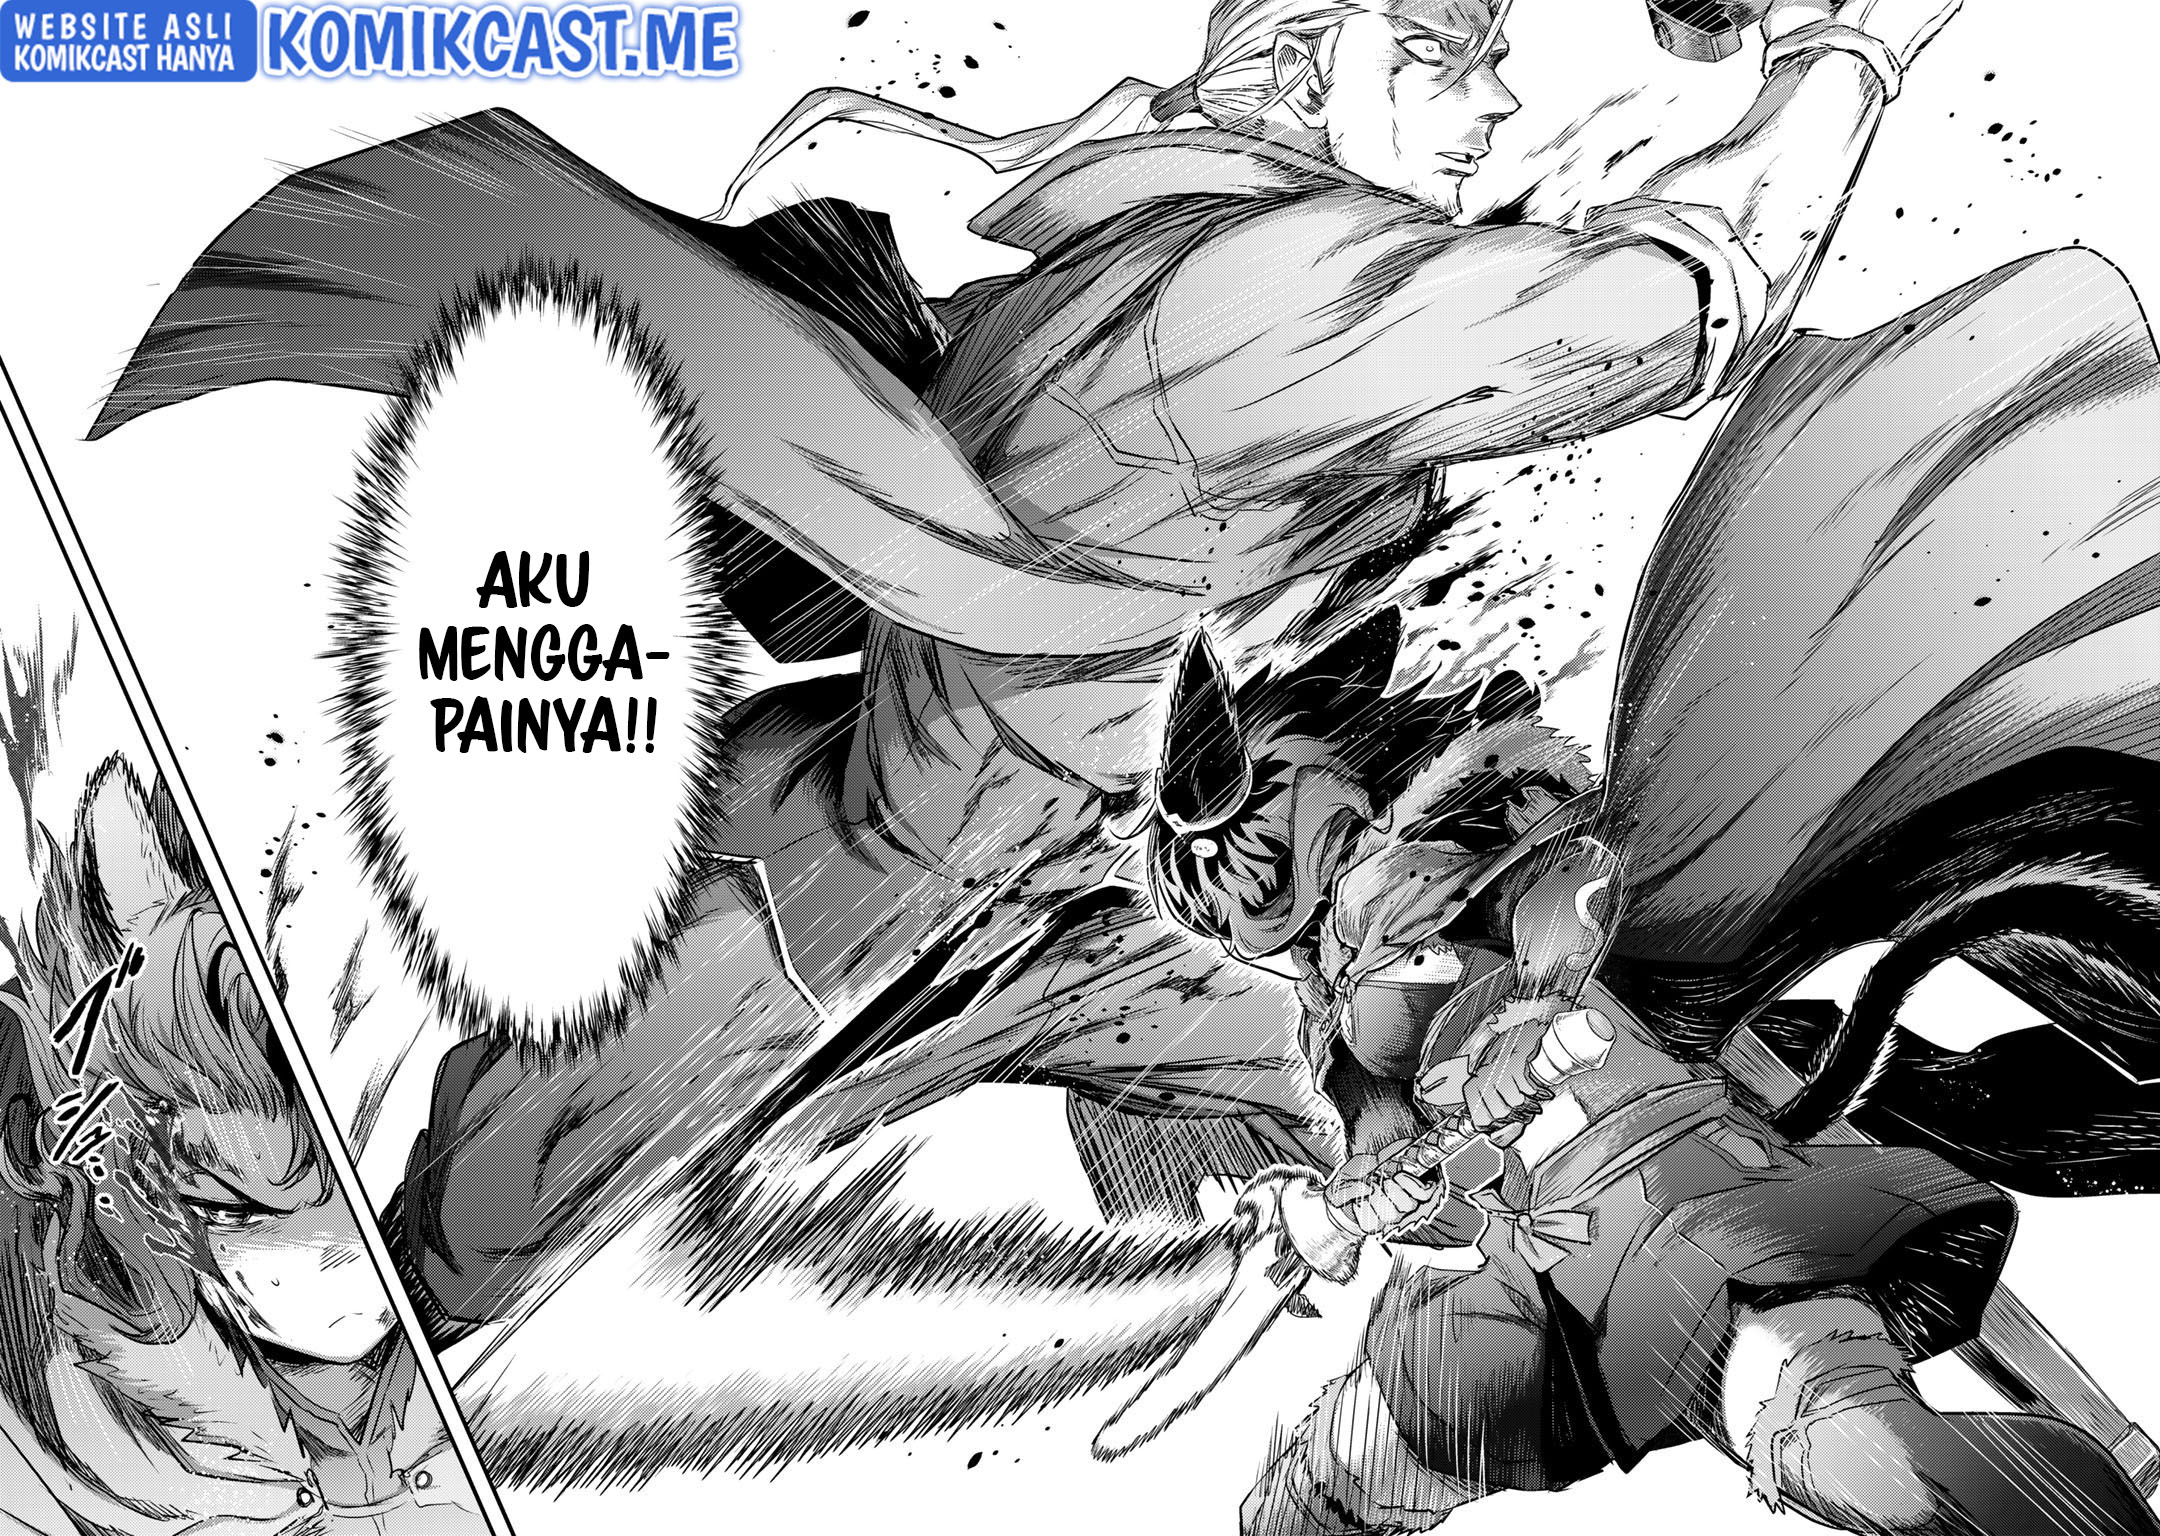 WEBSITE ASLI
KOMIKCAST HANYA
KOMIKCAST.ME
AKU
MENGGA-
PAINYA!!